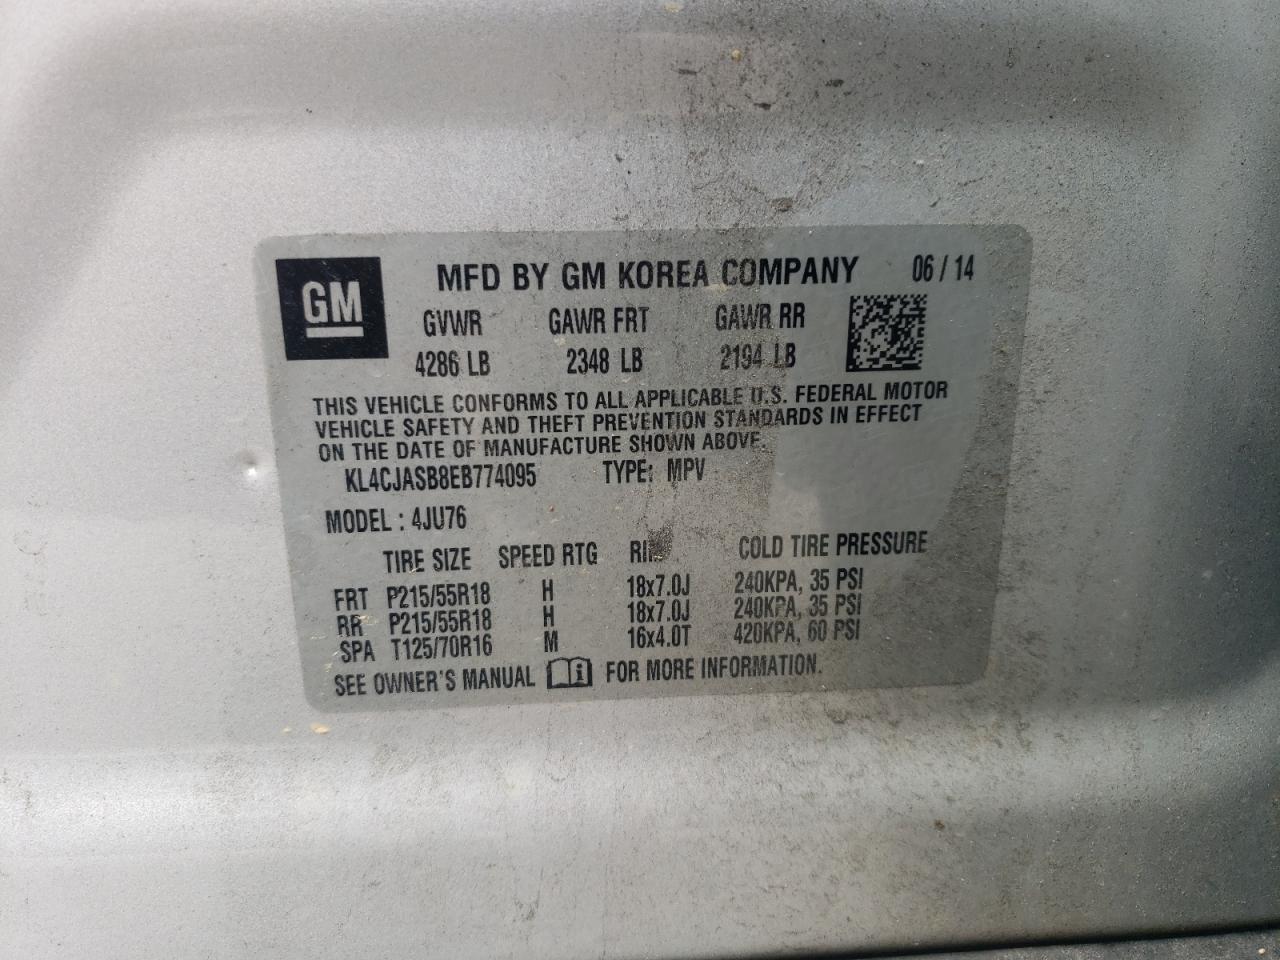 GM
MFD BY GM KOREA COMPANY 06 / 14
GVWR GAWR FRT GAWR RR
4286 LB 2348 LB 2194 LB
THIS VEHICLE CONFORMS TO ALL APPLICABLE U.S. FEDERAL MOTOR
VEHICLE SAFETY AND THEFT PREVENTION STANDARDS IN EFFECT
ON THE DATE OF MANUFACTURE SHOWN ABOVE.
KL4CJASB8EB774095 TYPE: MPV
MODEL : 4JU76
TIRE SIZE SPEED RTG COLD TIRE PRESSURE
FRT P215/55R18 H 18x7.0J 240KPA, 35 PSI
RR P215/55R18 H 18x7.0J 240KPA, 35 PSI
SPA T125/70R16 M 16x4.0T 420KPA, 60 PSI
SEE OWNER'S MANUAL i FOR MORE INFORMATION.